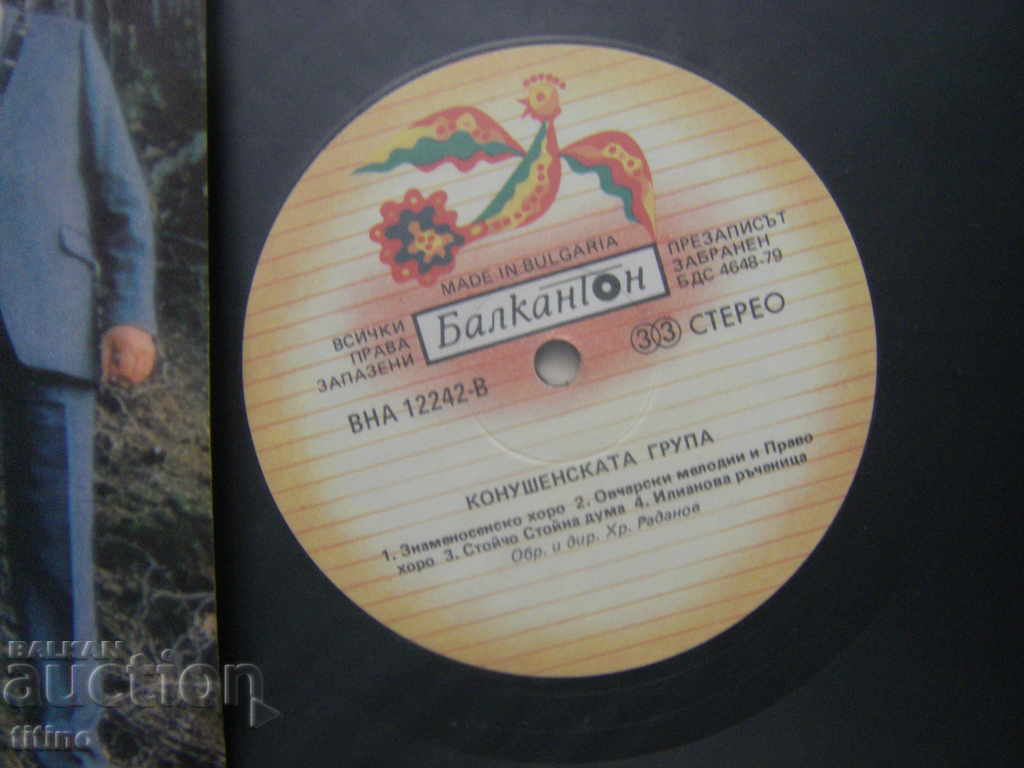 MADE IN BULGARIA
Балкантон
ВСИЧКИ
ПРАВА
ЗАПАЗЕНИ
ПРЕЗАПИСЪТ
ЗАБРАНЕН
БДС 4648-79
ВНА 12242-В
33 СТЕРЕО
КОНУШЕНСКАТА ГРУПА
1. Знаменосенско хоро 2. Овчарски мелодии и Право
хоро 3. Стойчо Стойна дума 4. Илианова ръченица
Обр. и дир. Хр. Раданов
BALKAN
auction
titino